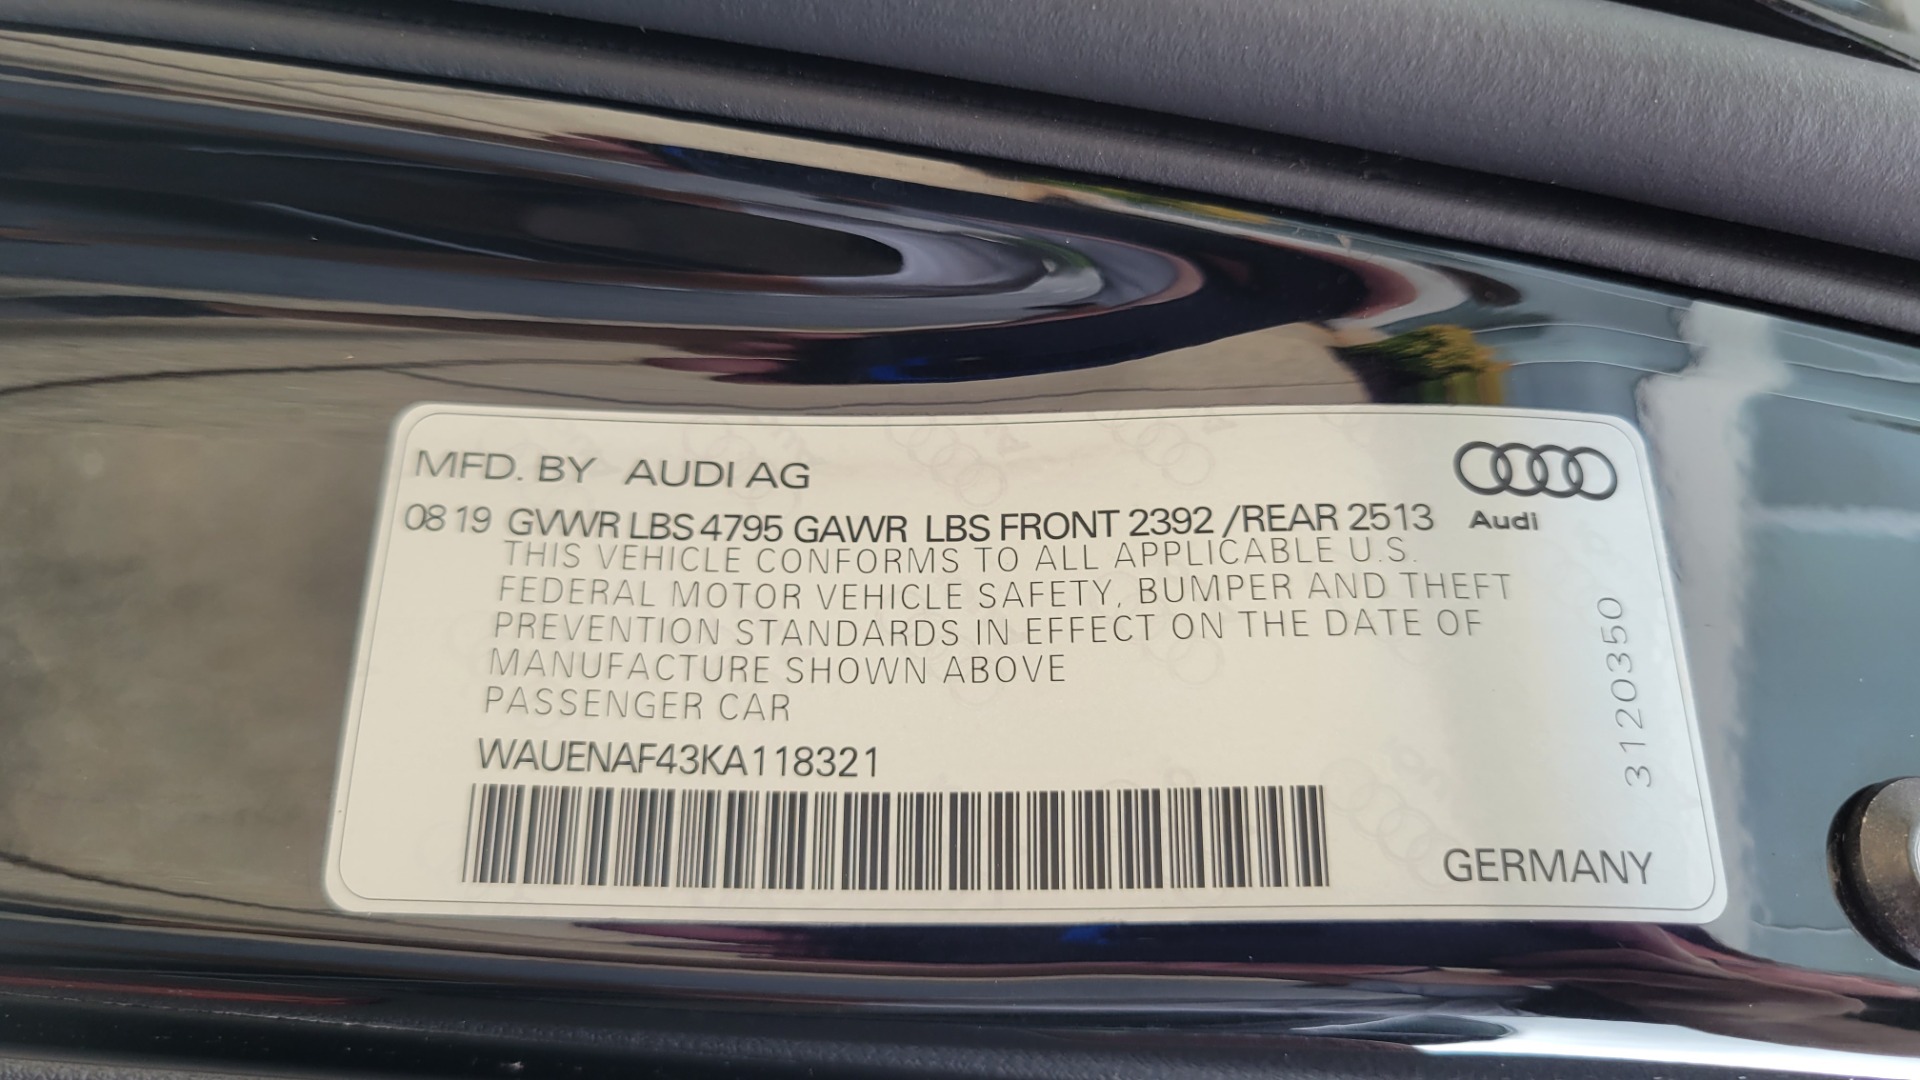 MFD. BY AUDI AG
08 19 GVWR LBS 4795 GAWR LBS FRONT 2392 /REAR 2513
Audi
THIS VEHICLE CONFORMS TO ALL APPLICABLE U.S.
FEDERAL MOTOR VEHICLE SAFETY, BUMPER AND THEFT
PREVENTION STANDARDS IN EFFECT ON THE DATE OF
MANUFACTURE SHOWN ABOVE
PASSENGER CAR
WAUENAF43KA118321
3120350
GERMANY